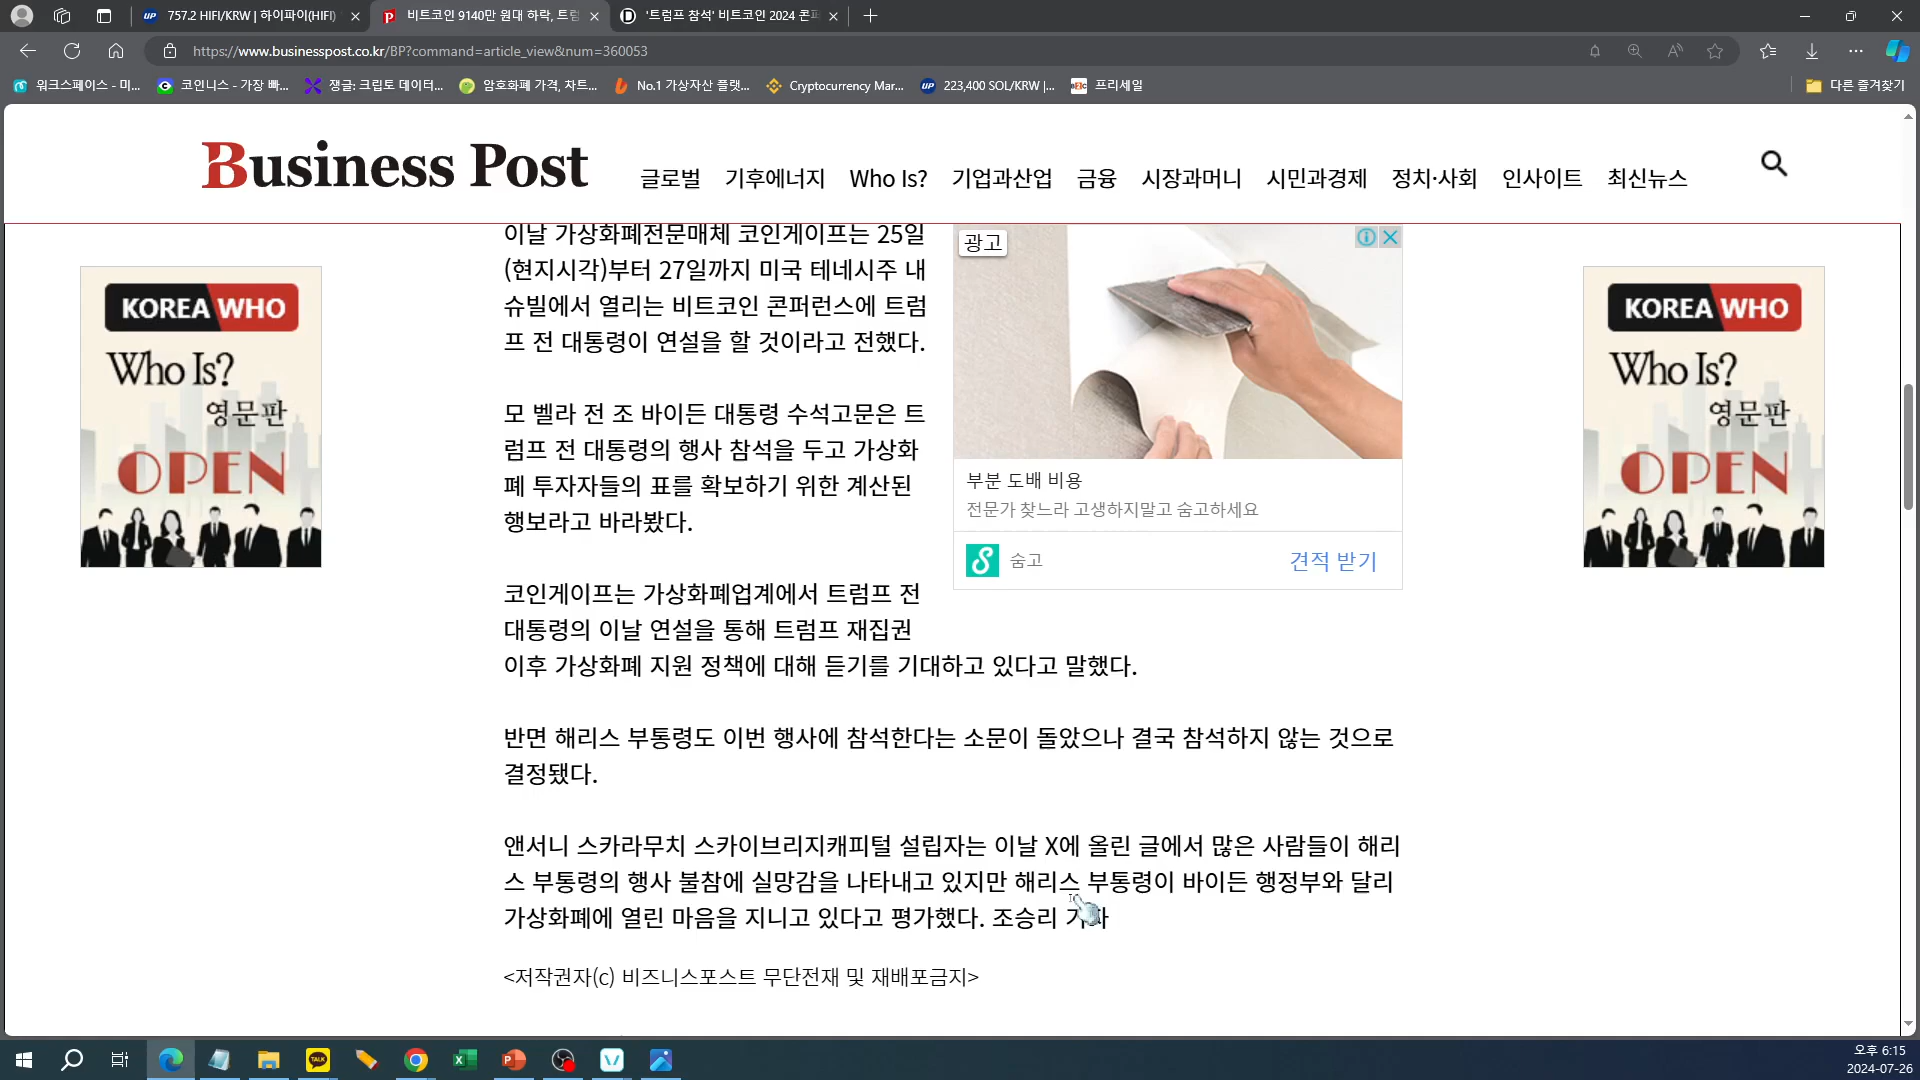 757.2 HIFI/KRW | 하이파이(HIFI)
비트코인 9140만 원대 하락, 트럼
'트럼프 참석' 비트코인 2024 콘퍼
https://www.businesspost.co.kr/BP?command=article_view&num=360053
워크스페이스 - 미...
코인니스 - 가장 빠...
쟁글: 크립토 데이터...
암호화폐 가격, 차트...
No.1 가상자산 플랫...
Cryptocurrency Mar...
223,400 SOL/KRW |...
프리세일
다른 즐겨찾기
Business Post
글로벌 기후에너지 Who Is? 기업과산업 금융 시장과머니 시민과경제 정치·사회 인사이트 최신뉴스
KOREA WHO
Who Is?
영문판
OPEN
이날 가상화폐전문매체 코인게이프는 25일
(현지시각)부터 27일까지 미국 테네시주 내
슈빌에서 열리는 비트코인 콘퍼런스에 트럼
프 전 대통령이 연설을 할 것이라고 전했다.
모 벨라 전 조 바이든 대통령 수석고문은 트
럼프 전 대통령의 행사 참석을 두고 가상화
폐 투자자들의 표를 확보하기 위한 계산된
행보라고 바라봤다.
코인게이프는 가상화폐업계에서 트럼프 전
대통령의 이날 연설을 통해 트럼프 재집권
이후 가상화폐 지원 정책에 대해 듣기를 기대하고 있다고 말했다.
반면 해리스 부통령도 이번 행사에 참석한다는 소문이 돌았으나 결국 참석하지 않는 것으로
결정됐다.
앤서니 스카라무치 스카이브리지캐피털 설립자는 이날 X에 올린 글에서 많은 사람들이 해리
스 부통령의 행사 불참에 실망감을 나타내고 있지만 해리스 부통령이 바이든 행정부와 달리
가상화폐에 열린 마음을 지니고 있다고 평가했다. 조승리 기자
<저작권자(c) 비즈니스포스트 무단전재 및 재배포금지>
광고
부분 도배 비용
전문가 찾느라 고생하지말고 숨고하세요
숨고
견적 받기
KOREA WHO
Who Is?
영문판
OPEN
TALK
오후 6:15
2024-07-26